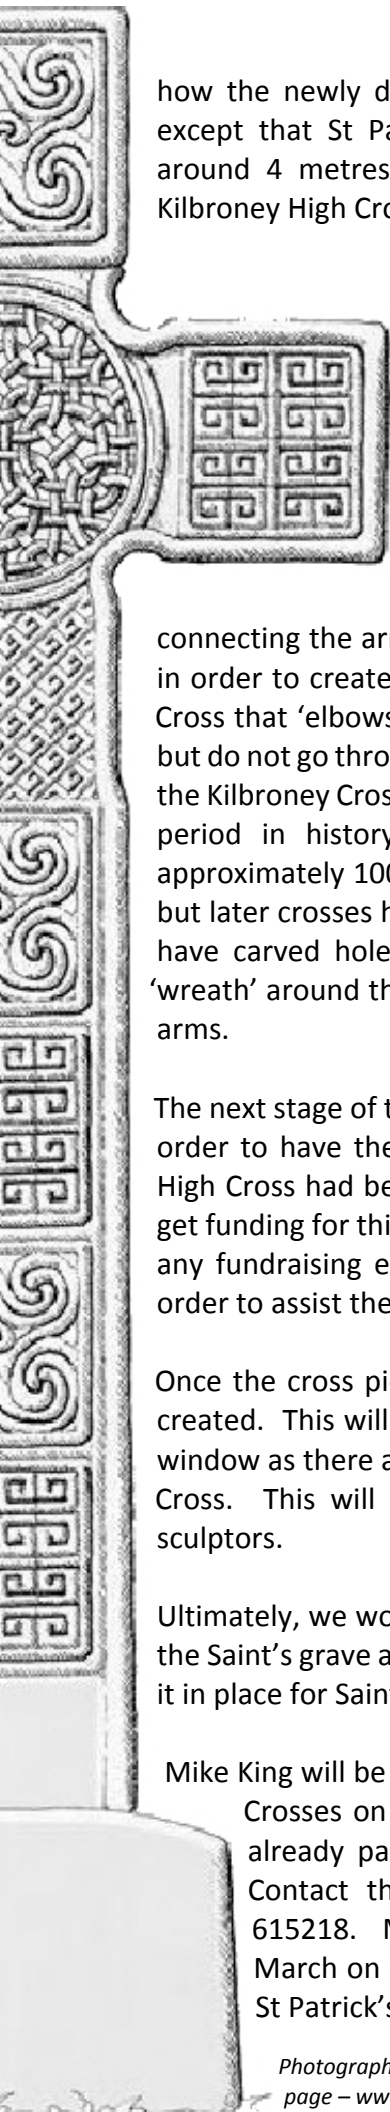 how the newly d
except that St Pa
around 4 metres
Kilbroney High Cro
connecting the ar
in order to create
Cross that ‘elbows
but do not go thro
the Kilbroney Cros
period in history
approximately 100
but later crosses h
have carved hole
‘wreath’ around th
arms.
The next stage of t
order to have the
High Cross had be
get funding for thi
any fundraising e
order to assist the
Once the cross pi
created. This will
window as there a
Cross. This will
sculptors.
Ultimately, we wo
the Saint’s grave a
it in place for Sain
Mike King will be
Crosses on
already pa
Contact th
615218. M
March on
St Patrick’s
Photograph
page – ww